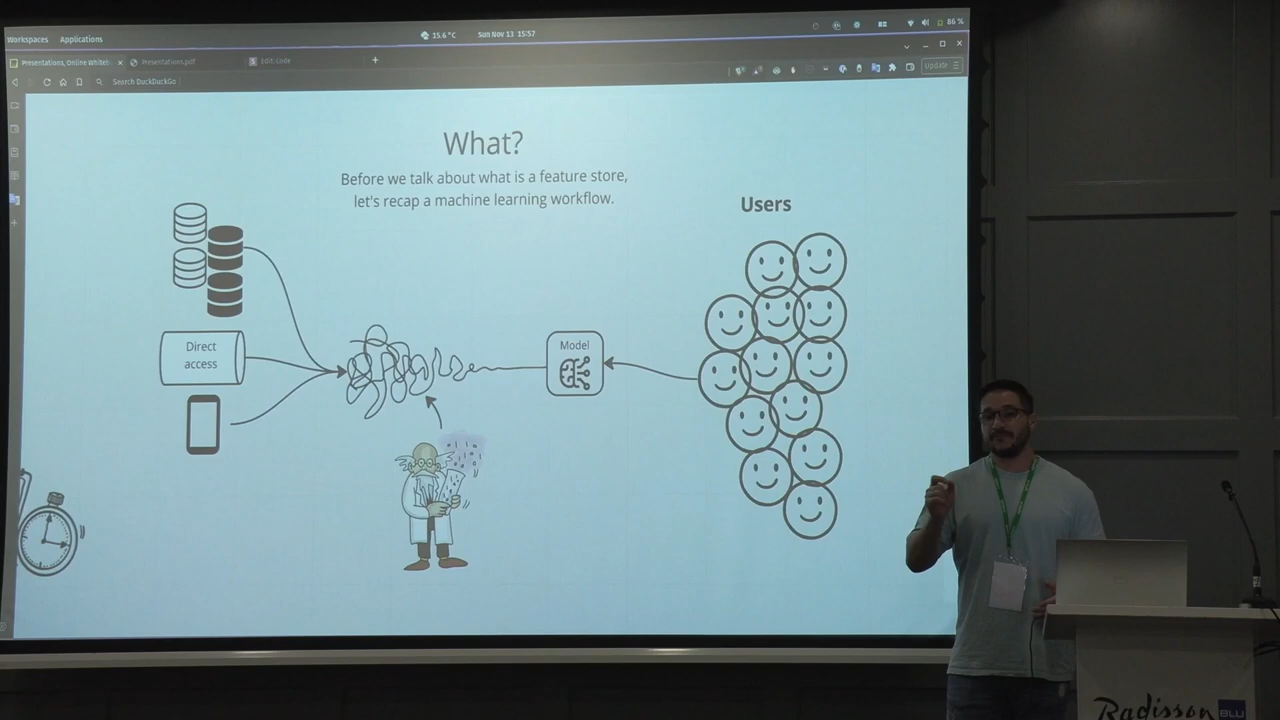 Workspaces Applications 15.6 °C Sun Nov 13 15:57 86 %
Presentations, Online Whiteb Presentations.pdf Edit: code
Search DuckDuckGo Update
What?
Before we talk about what is a feature store,
let's recap a machine learning workflow.
Users
Direct
access
Model
Radisson BLU